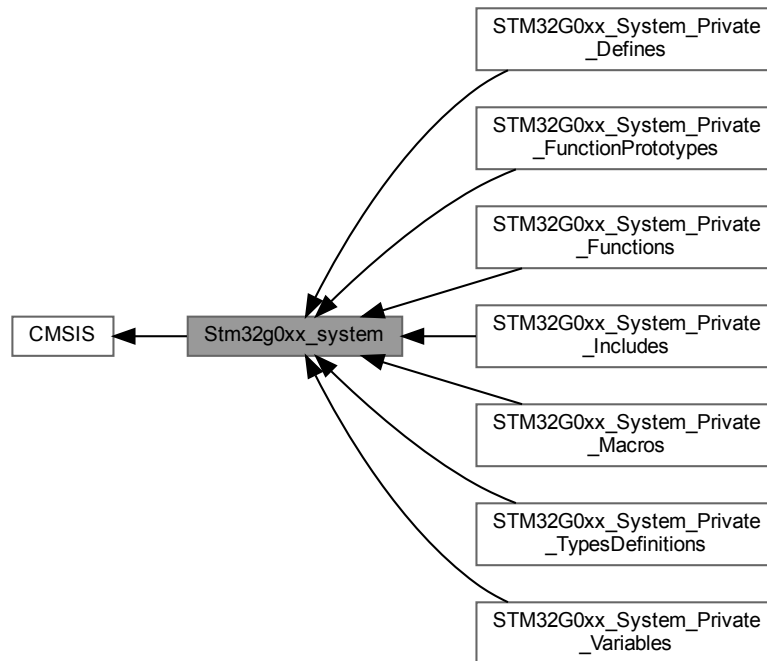 STM32G0xx_System_Private
_Defines
STM32G0xx_System_Private
_FunctionPrototypes
STM32G0xx_System_Private
_Functions
CMSIS
Stm32g0xx_system
STM32G0xx_System_Private
_Includes
STM32G0xx_System_Private
_Macros
STM32G0xx_System_Private
_TypesDefinitions
STM32G0xx_System_Private
_Variables